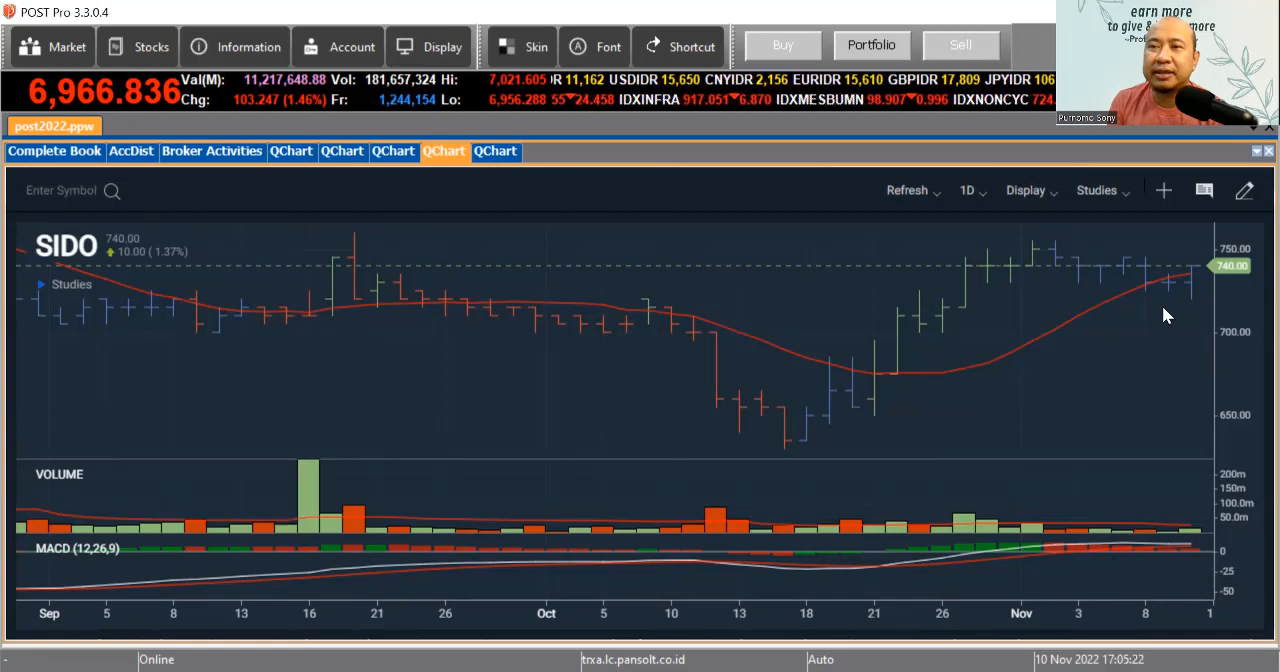 POST Pro 3.3.0.4
Market Stocks Information Account Display Skin Font Shortcut Buy Portfolio Sell
earn more
to give & more
Purnomo Sony
6,966.836
Val(M): 11,217,648.88 Vol: 181,657,324 Hi: 7,021.605 IDR 11,162 USDIDR 15,650 CNYIDR 2,156 EURIDR 15,610 GBPIDR 17,809 JPYIDR 106
Chg: 103.247 (1.46%) Fr: 1,244,154 Lo: 6,956.288 55 24.458 IDXINFRA 917.051 6.870 IDXMESBUMN 98.907 0.996 IDXNONCYC 724.
post2022.ppw
Complete Book AccDist Broker Activities QChart QChart QChart QChart QChart
Enter Symbol Refresh 1D Display Studies
SIDO 740.00
10.00 ( 1.37%)
Studies
750.00
740.00
700.00
650.00
VOLUME
200m
150m
100.0m
50.0m
MACD (12,26,9)
0
-25
-50
Sep 5 8 13 16 21 26 Oct 5 10 13 18 21 26 Nov 3 8 1
- Online trxa.lc.pansolt.co.id Auto 10 Nov 2022 17:05:22